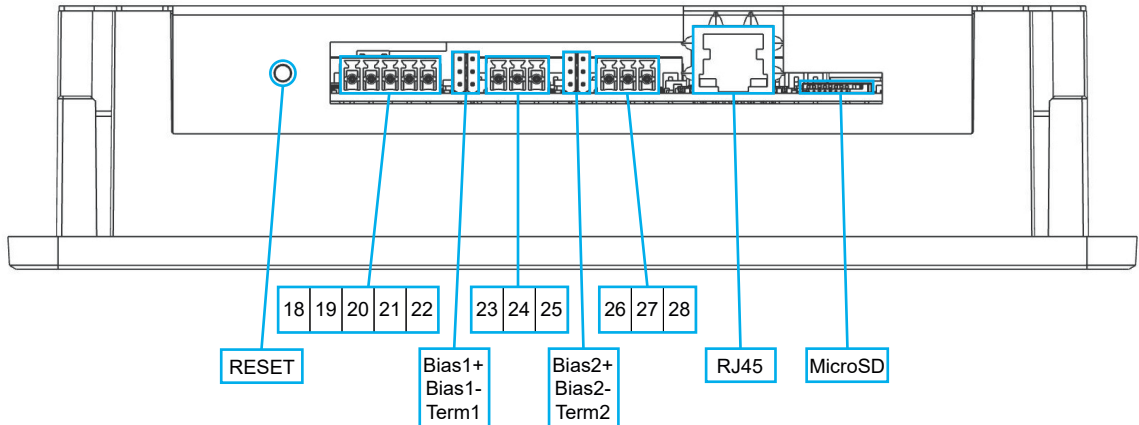 18 19 20 21 22
23 24 25
26 27 28
RESET
Bias1+
Bias1-
Term1
Bias2+
Bias2-
Term2
RJ45
MicroSD